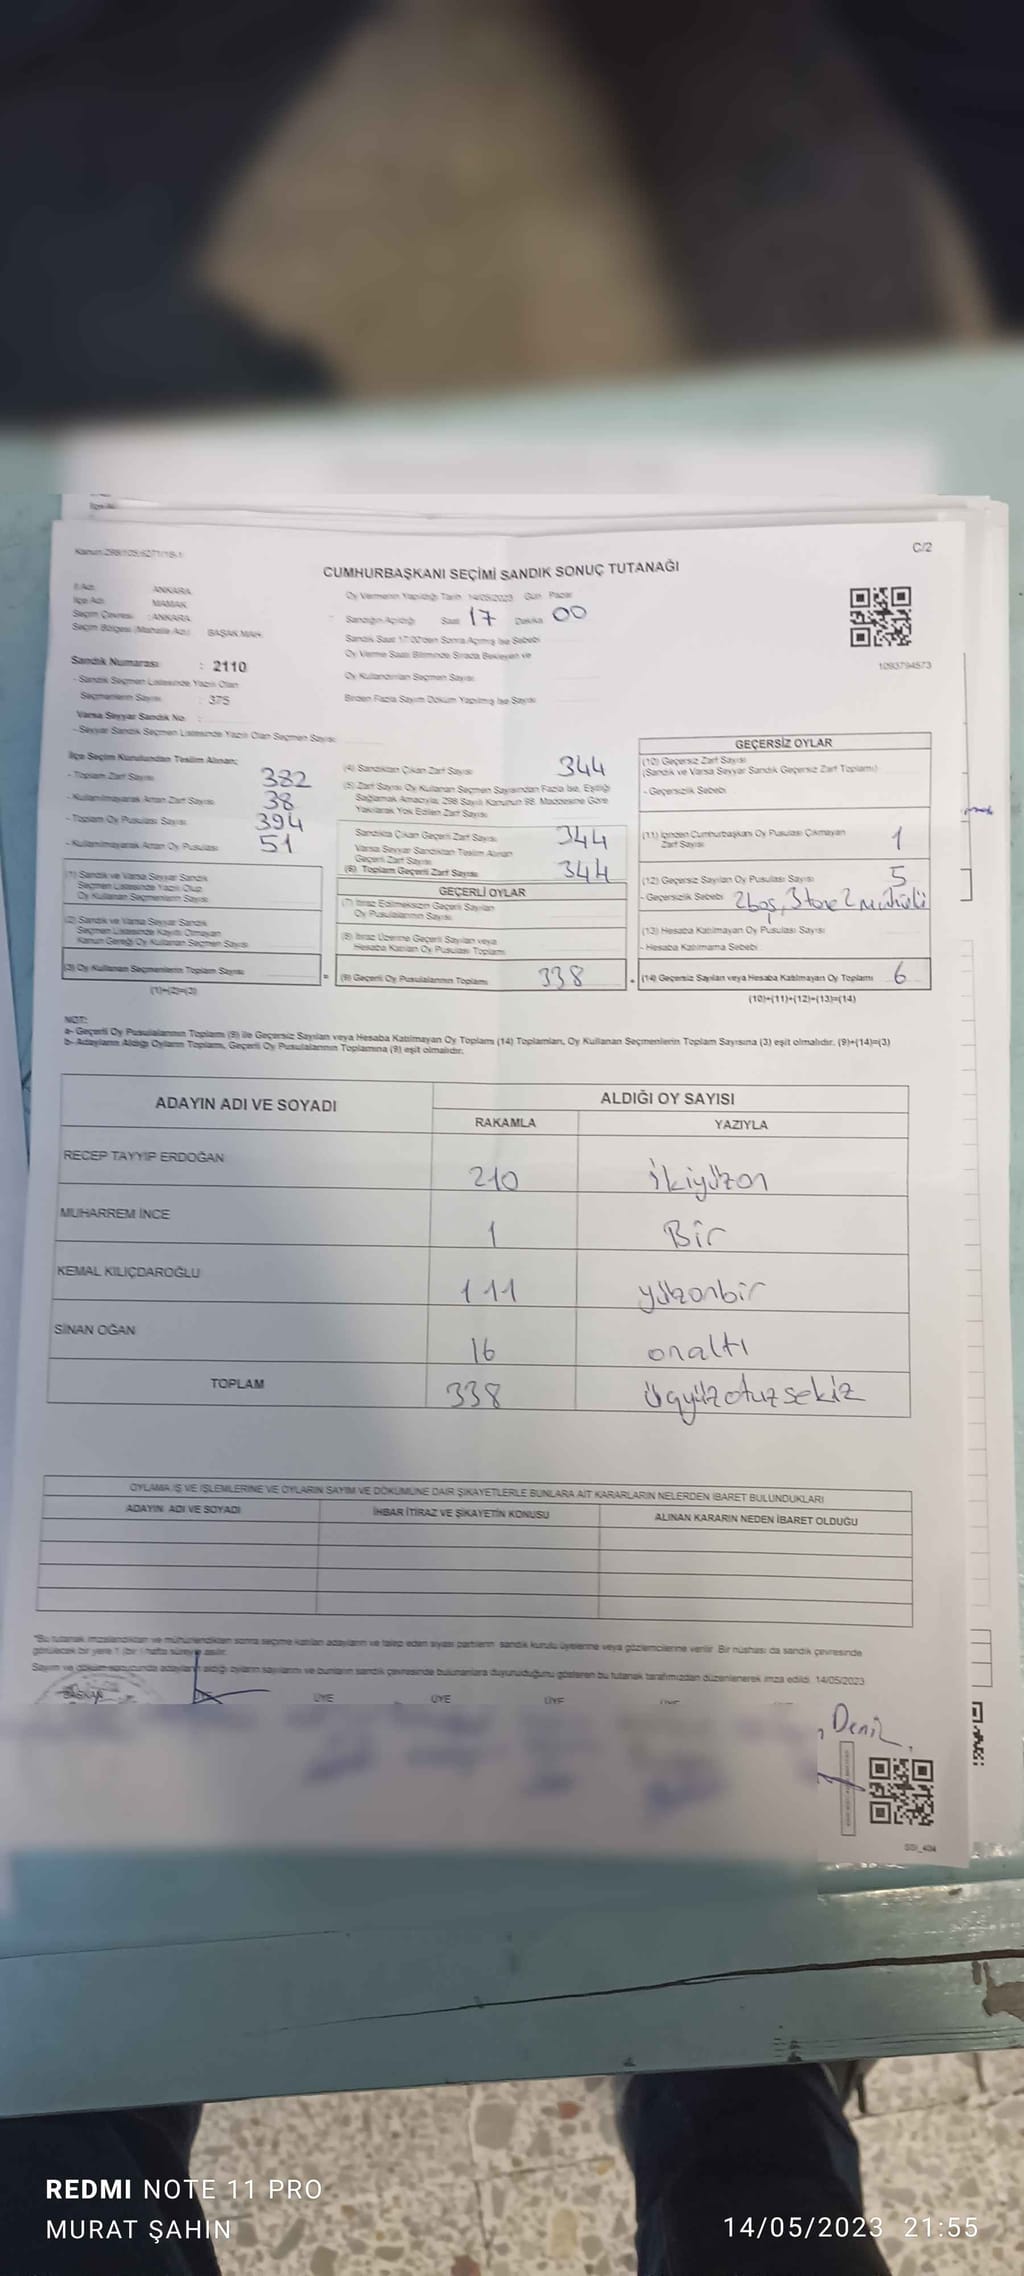 Kanun 298/105;6271/18-1
C/2
CUMHURBAŞKANI SEÇİMİ SANDIK SONUÇ TUTANAĞI
İl Adı ANKARA
İlçe Adı MAMAK
Seçim Çevresi : ANKARA
Seçim Bölgesi (Mahalle Adı) BAŞAK MAH.
Oy Vermenin Yapıldığı Tarih 14/05/2023 Gün Pazar
Sandığın Açıldığı Saat 17 Dakika 00
Sandık Saat 17:00'den Sonra Açılmış İse Sebebi
Oy Verme Saati Bitiminde Sırada Bekleyen ve
Oy Kullandırılan Seçmen Sayısı
Birden Fazla Sayım Döküm Yapılmış İse Sayısı
1093794573
Sandık Numarası : 2110
- Sandık Seçmen Listesinde Yazılı Olan
Seçmenlerin Sayısı : 375
Varsa Seyyar Sandık No :
- Seyyar Sandık Seçmen Listesinde Yazılı Olan Seçmen Sayısı:
İlçe Seçim Kurulundan Teslim Alınan;
- Toplam Zarf Sayısı 382
- Kullanılmayarak Artan Zarf Sayısı 38
- Toplam Oy Pusulası Sayısı 394
- Kullanılmayarak Artan Oy Pusulası 51
(1) Sandık ve Varsa Seyyar Sandık
Seçmen Listesinde Yazılı Olup
Oy Kullanan Seçmenlerin Sayısı
(2) Sandık ve Varsa Seyyar Sandık
Seçmen Listesinde Kayıtlı Olmayan
Kanun Gereği Oy Kullanan Seçmen Sayısı
(3) Oy Kullanan Seçmenlerin Toplam Sayısı
(1)+(2)=(3)
(4) Sandıktan Çıkan Zarf Sayısı 344
(5) Zarf Sayısı Oy Kullanan Seçmen Sayısından Fazla İse, Eşitliği
Sağlamak Amacıyla, 298 Sayılı Kanunun 98. Maddesine Göre
Yakılarak Yok Edilen Zarf Sayısı
Sandıkta Çıkan Geçerli Zarf Sayısı 344
Varsa Seyyar Sandıktan Teslim Alınan
Geçerli Zarf Sayısı
(6) Toplam Geçerli Zarf Sayısı 344
GEÇERLİ OYLAR
(7) İtiraz Edilmeksizin Geçerli Sayılan
Oy Pusulalarının Sayısı
(8) İtiraz Üzerine Geçerli Sayılan veya
Hesaba Katılan Oy Pusulası Toplamı
(9) Geçerli Oy Pusulalarının Toplamı 338
GEÇERSİZ OYLAR
(10) Geçersiz Zarf Sayısı
(Sandık ve Varsa Seyyar Sandık Geçersiz Zarf Toplamı)
- Geçersizlik Sebebi
(11) İçinden Cumhurbaşkanı Oy Pusulası Çıkmayan
Zarf Sayısı 1
(12) Geçersiz Sayılan Oy Pusulası Sayısı 5
- Geçersizlik Sebebi 2boş, 3 tane 2 mühürlü
(13) Hesaba Katılmayan Oy Pusulası Sayısı
- Hesaba Katılmama Sebebi
(14) Geçersiz Sayılan veya Hesaba Katılmayan Oy Toplamı 6
(10)+(11)+(12)+(13)=(14)
NOT:
a- Geçerli Oy Pusulalarının Toplamı (9) ile Geçersiz Sayılan veya Hesaba Katılmayan Oy Toplamı (14) Toplamları, Oy Kullanan Seçmenlerin Toplam Sayısına (3) eşit olmalıdır. (9)+(14)=(3)
b- Adayların Aldığı Oyların Toplamı, Geçerli Oy Pusulalarının Toplamına (9) eşit olmalıdır.
ADAYIN ADI VE SOYADI ALDIĞI OY SAYISI
RAKAMLA YAZIYLA
RECEP TAYYİP ERDOĞAN 210 ikiyüzon
MUHARREM İNCE 1 Bir
KEMAL KILIÇDAROĞLU 111 yüzonbir
SİNAN OĞAN 16 onaltı
TOPLAM 338 üçyüzotuzsekiz
OYLAMA İŞ VE İŞLEMLERİNE VE OYLARIN SAYIM VE DÖKÜMÜNE DAİR ŞİKAYETLERLE BUNLARA AİT KARARLARIN NELERDEN İBARET BULUNDUKLARI
ADAYIN ADI VE SOYADI İHBAR İTİRAZ VE ŞİKAYETİN KONUSU ALINAN KARARIN NEDEN İBARET OLDUĞU
*Bu tutanak imzalandıktan ve mühürlendikten sonra seçime katılan adayların ve talep eden siyasi partilerin sandık kurulu üyelerine veya gözlemcilerine verilir. Bir nüshası da sandık çevresinde
görülecek bir yere 1 (bir) hafta süreyle asılır.
Sayım ve döküm sonucunda adayların aldığı oyların sayılarını ve bunların sandık çevresinde bulunanlara duyurulduğunu gösteren bu tutanak tarafımızdan düzenlenerek imza edildi. 14/05/2023
BAŞKAN ÜYE ÜYE ÜYE ÜYE
Deniz
REDMI NOTE 11 PRO
MURAT ŞAHIN
14/05/2023 21:55